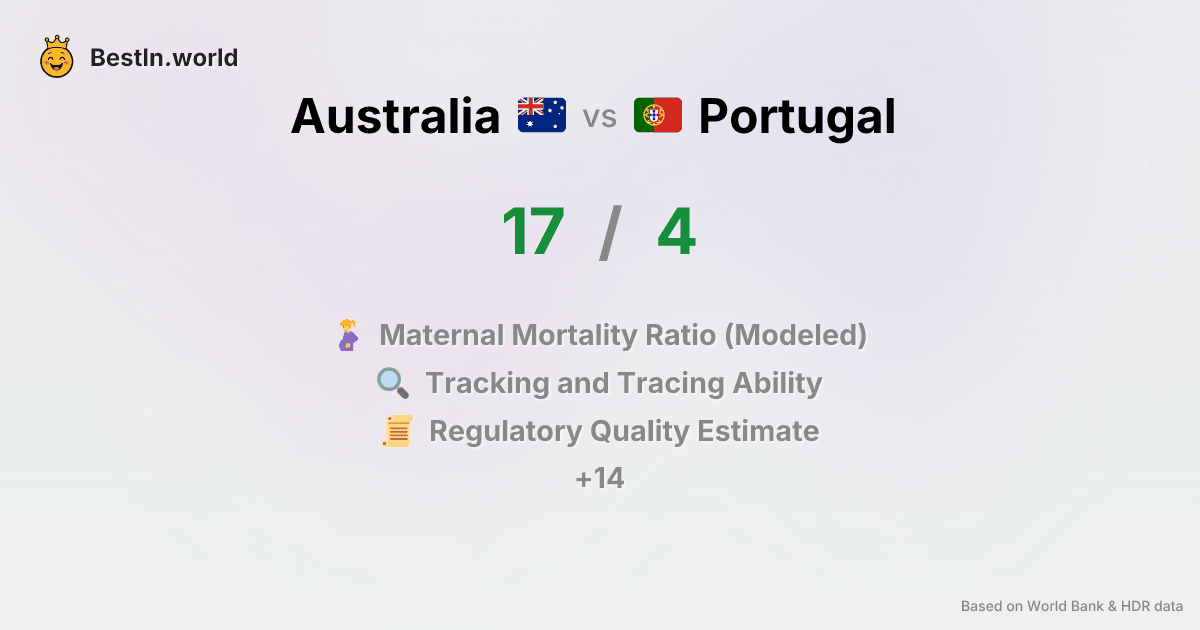 BestIn.world
Australia vs Portugal
17 / 4
Maternal Mortality Ratio (Modeled)
Tracking and Tracing Ability
Regulatory Quality Estimate
+14
Based on World Bank & HDR data